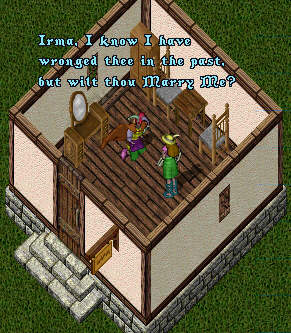 Irma, I know I have
wronged thee in the past,
but wilt thou Marry Me?